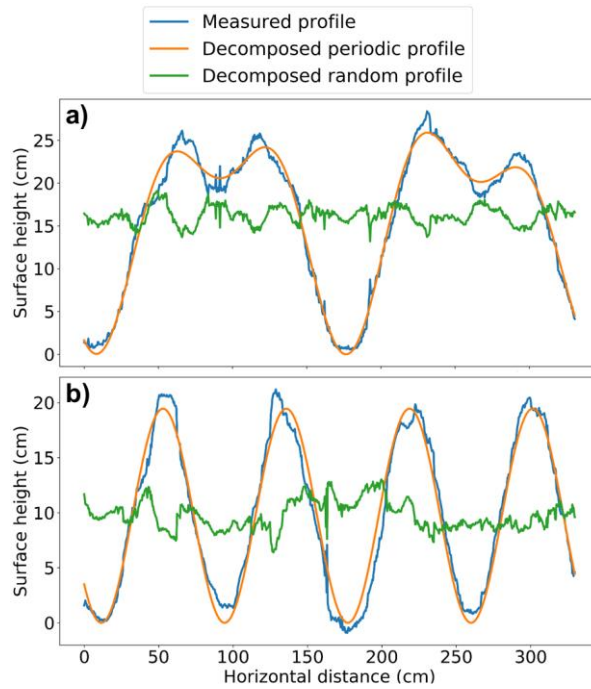 Measured profile
Decomposed periodic profile
Decomposed random profile
a)
25
20
15
10
5
0
Surface height (cm)
b)
20
15
10
5
0
Surface height (cm)
0 50 100 150 200 250 300
Horizontal distance (cm)